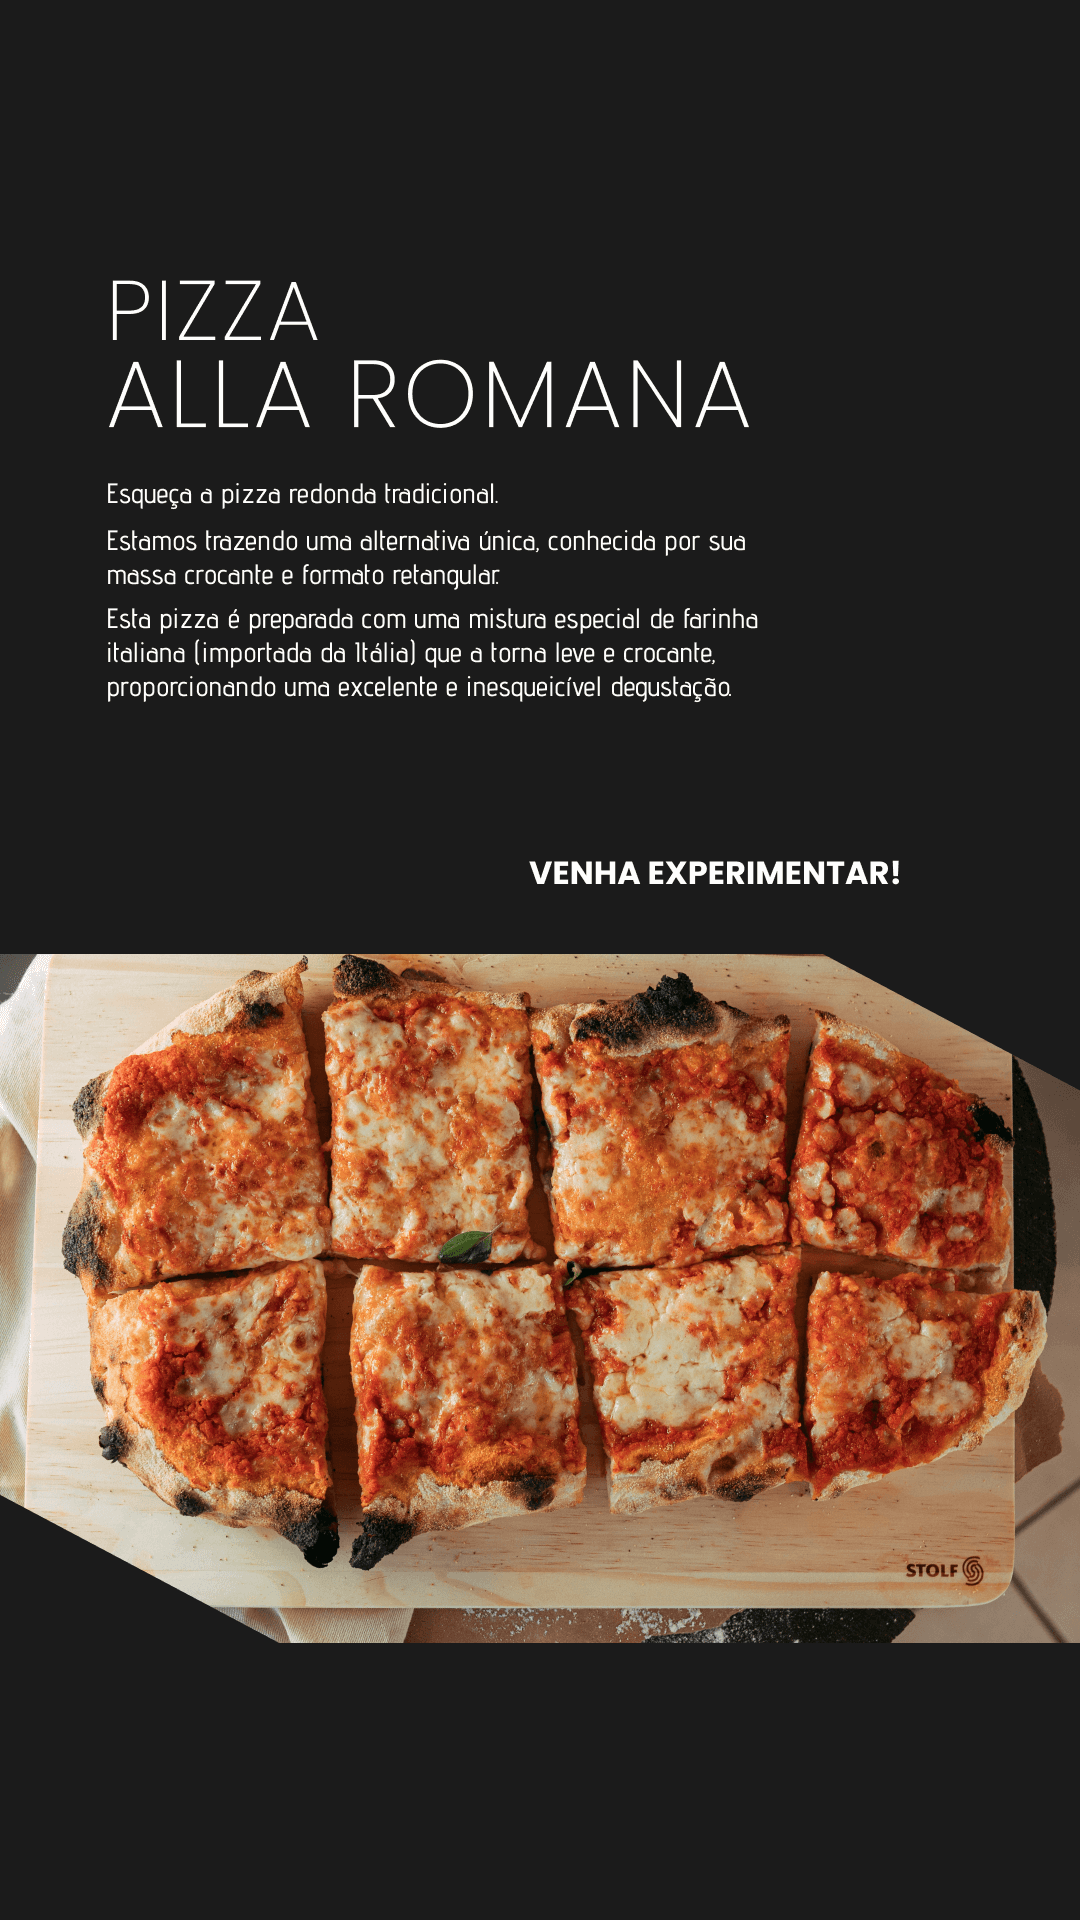 PIZZA
ALLA ROMANA
Esqueça a pizza redonda tradicional.
Estamos trazendo uma alternativa única, conhecida por sua
massa crocante e formato retangular.
Esta pizza é preparada com uma mistura especial de farinha
italiana (importada da Itália) que a torna leve e crocante,
proporcionando uma excelente e inesqueicível degustação.
VENHA EXPERIMENTAR!
STOLF